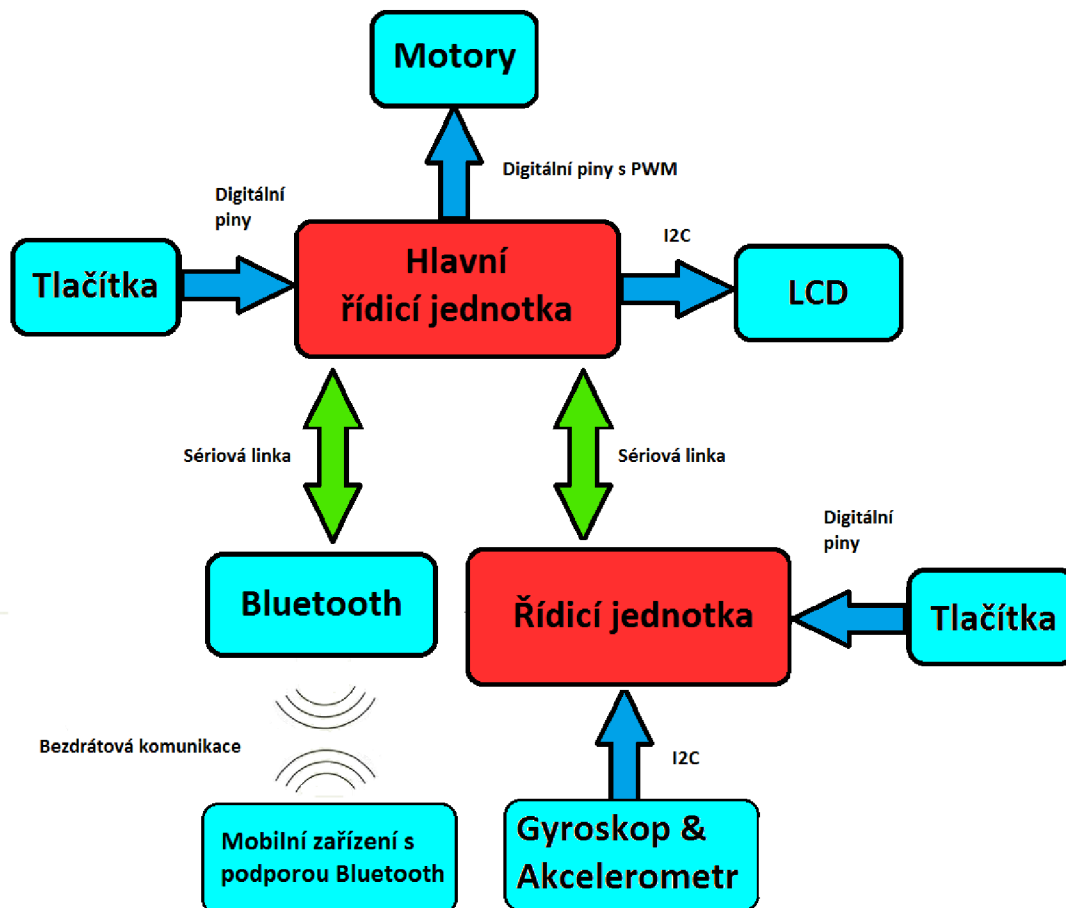 Motory
Digitální piny s PWM
Digitální
piny
Tlačítka
Hlavní
řídicí jednotka
I2C
LCD
Sériová linka
Sériová linka
Digitální
piny
Bluetooth
Řídicí jednotka
Tlačítka
Bezdrátová komunikace
I2C
Mobilní zařízení s
podporou Bluetooth
Gyroskop &
Akcelerometr